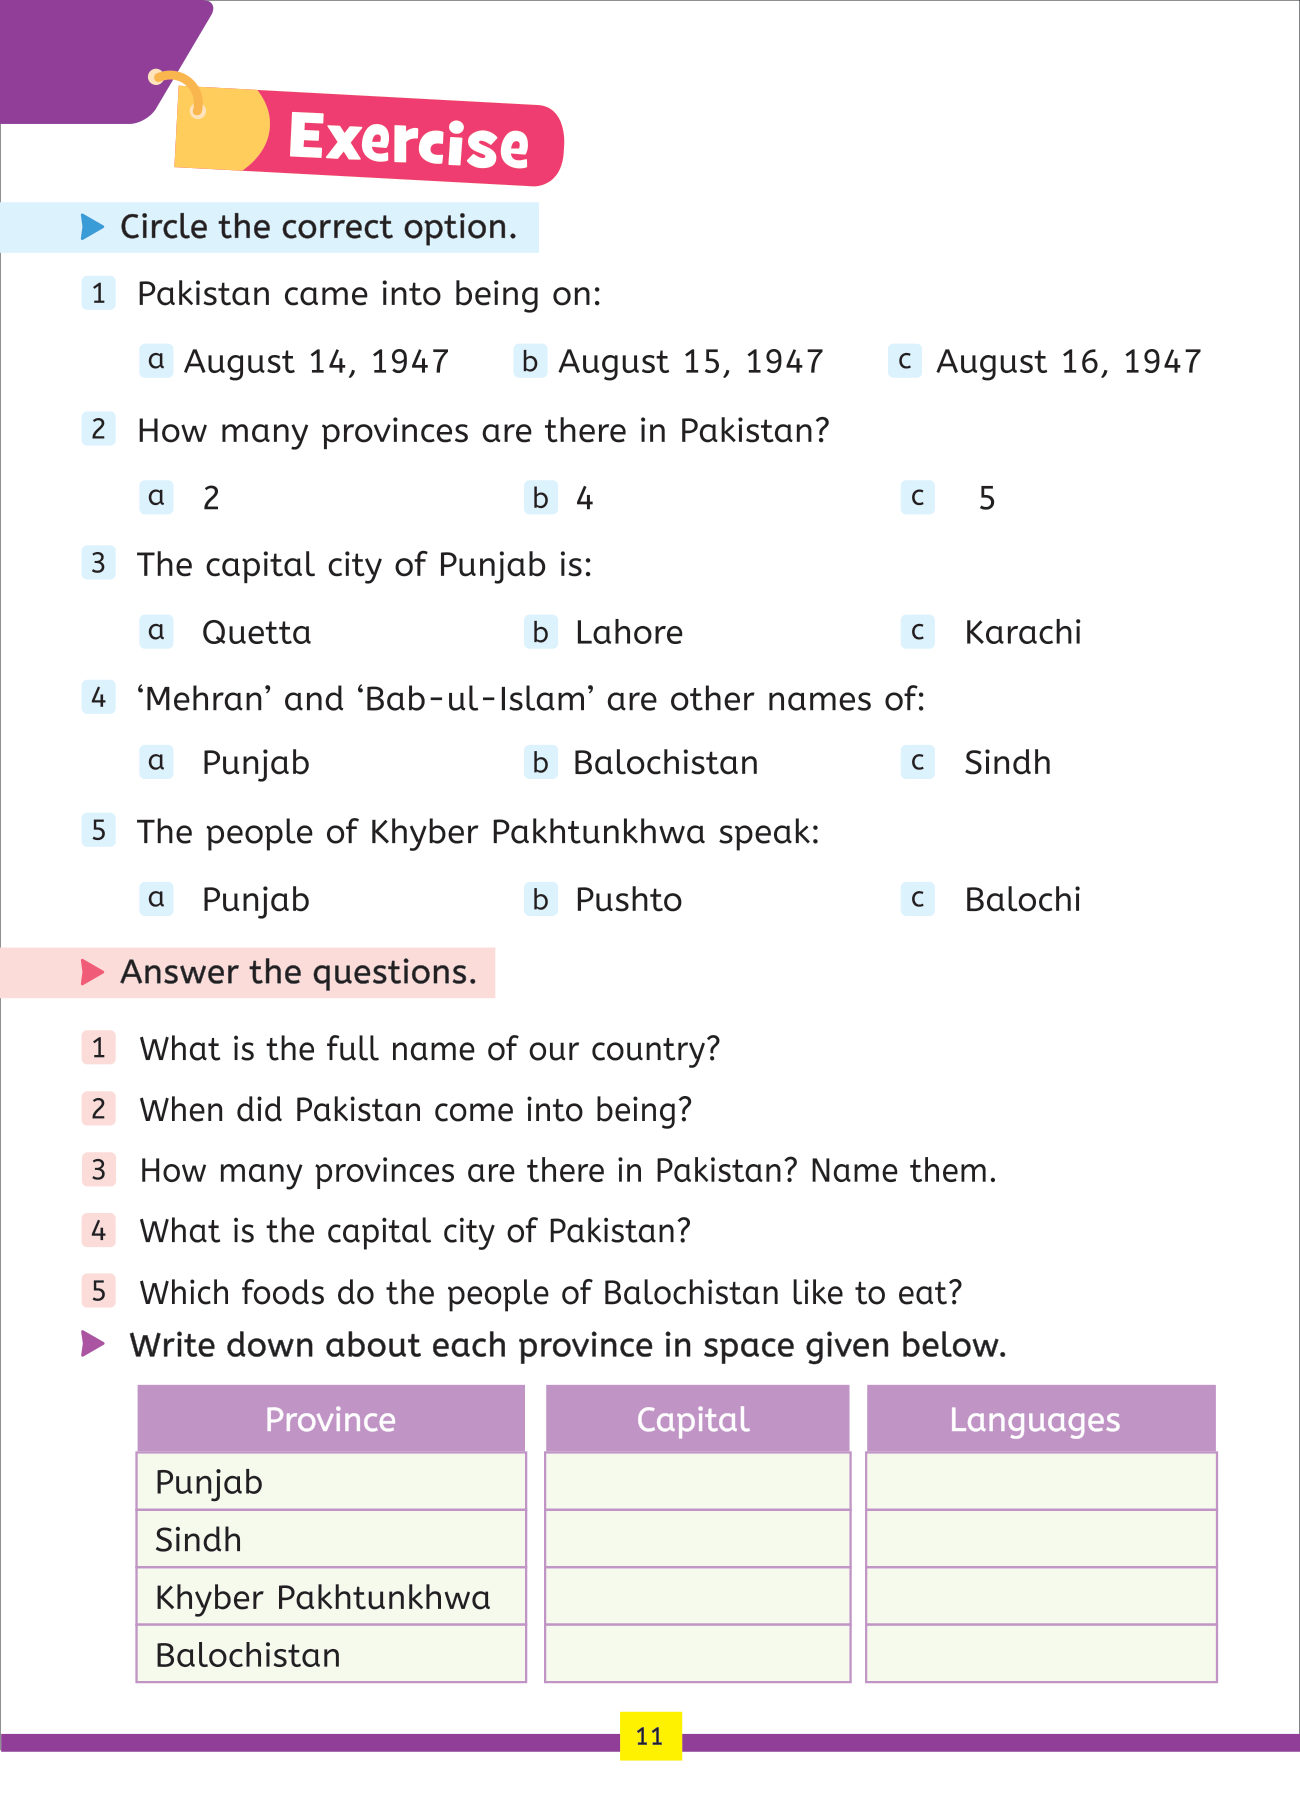 Exercise
Circle the correct option.
1 Pakistan came into being on:
a August 14, 1947 b August 15, 1947 c August 16, 1947
2 How many provinces are there in Pakistan?
a 2 b 4 c 5
3 The capital city of Punjab is:
a Quetta b Lahore c Karachi
4 ‘Mehran’ and ‘Bab-ul-Islam’ are other names of:
a Punjab b Balochistan c Sindh
5 The people of Khyber Pakhtunkhwa speak:
a Punjab b Pushto c Balochi
Answer the questions.
1 What is the full name of our country?
2 When did Pakistan come into being?
3 How many provinces are there in Pakistan? Name them.
4 What is the capital city of Pakistan?
5 Which foods do the people of Balochistan like to eat?
Write down about each province in space given below.
Province Capital Languages
Punjab
Sindh
Khyber Pakhtunkhwa
Balochistan
11